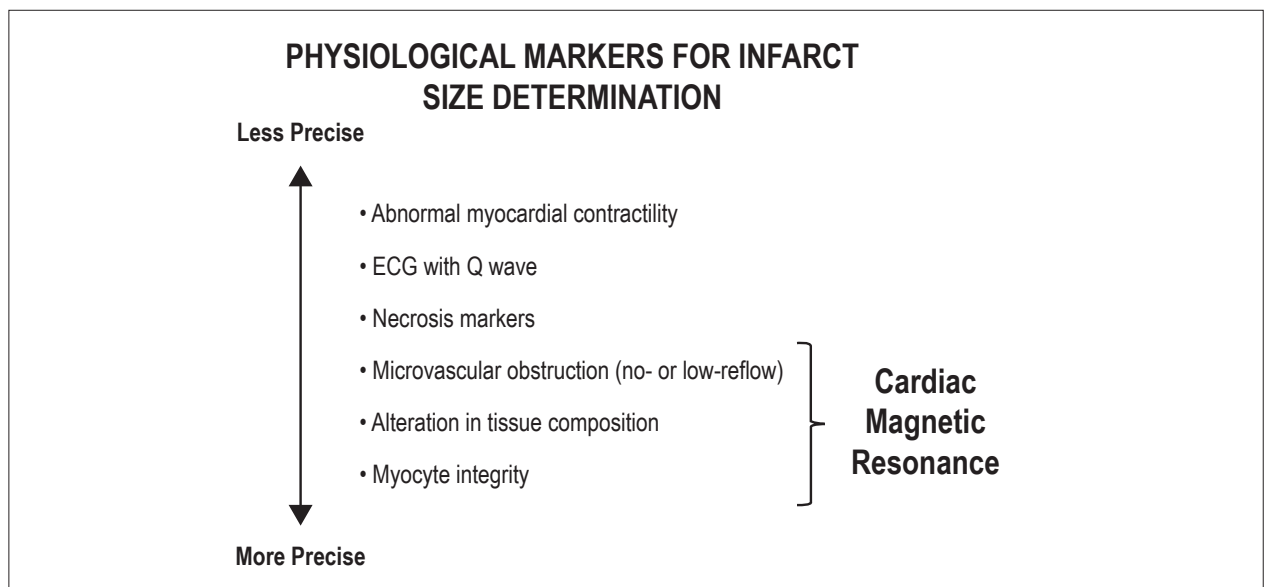 PHYSIOLOGICAL MARKERS FOR INFARCT
SIZE DETERMINATION
Less Precise
• Abnormal myocardial contractility
• ECG with Q wave
• Necrosis markers
• Microvascular obstruction (no- or low-reflow)
• Alteration in tissue composition
• Myocyte integrity
Cardiac
Magnetic
Resonance
More Precise